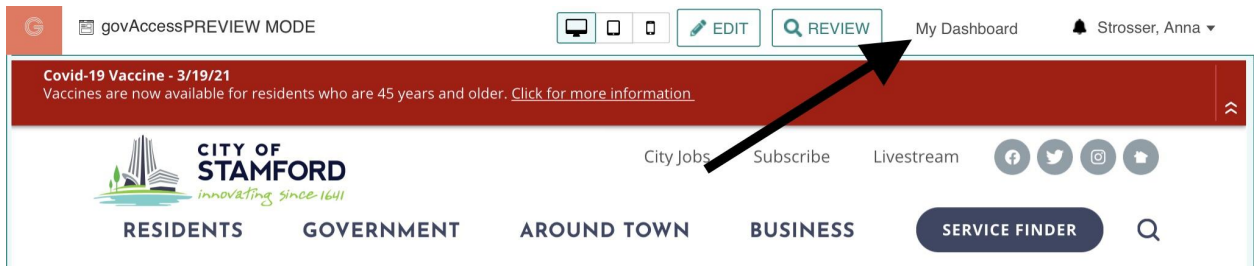 G govAccessPREVIEW MODE EDIT REVIEW My Dashboard Strosser, Anna
Covid-19 Vaccine - 3/19/21
Vaccines are now available for residents who are 45 years and older. Click for more information
CITY OF
STAMFORD
innovating since 1641
City Jobs Subscribe Livestream
RESIDENTS GOVERNMENT AROUND TOWN BUSINESS SERVICE FINDER